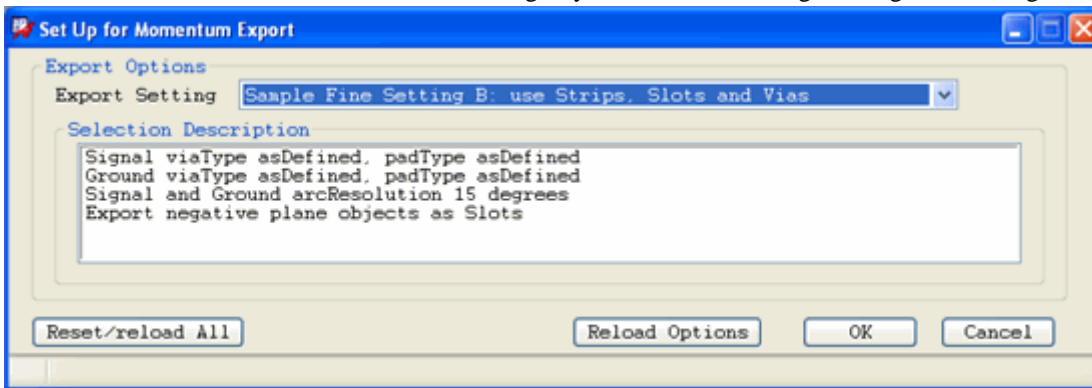 Set Up for Momentum Export
Export Options
Export Setting Sample Fine Setting B: use Strips, Slots and Vias
Selection Description
Signal viaType asDefined, padType asDefined
Ground viaType asDefined, padType asDefined
Signal and Ground arcResolution 15 degrees
Export negative plane objects as Slots
Reset/reload All Reload Options OK Cancel